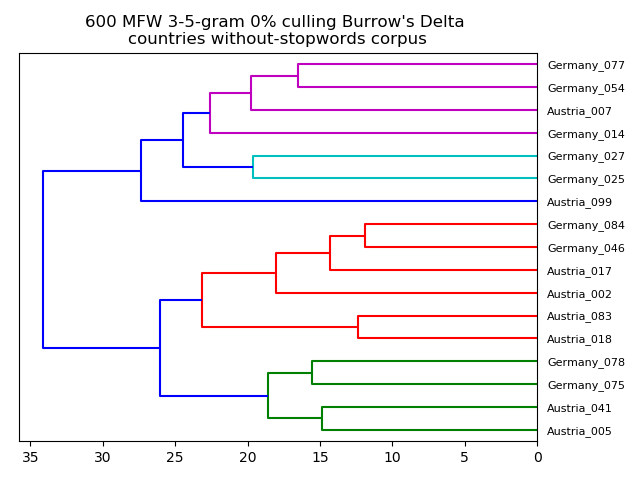 600 MFW 3-5-gram 0% culling Burrow's Delta
countries without-stopwords corpus
Germany_077
Germany_054
Austria_007
Germany_014
Germany_027
Germany_025
Austria_099
Germany_084
Germany_046
Austria_017
Austria_002
Austria_083
Austria_018
Germany_078
Germany_075
Austria_041
Austria_005
35 30 25 20 15 10 5 0